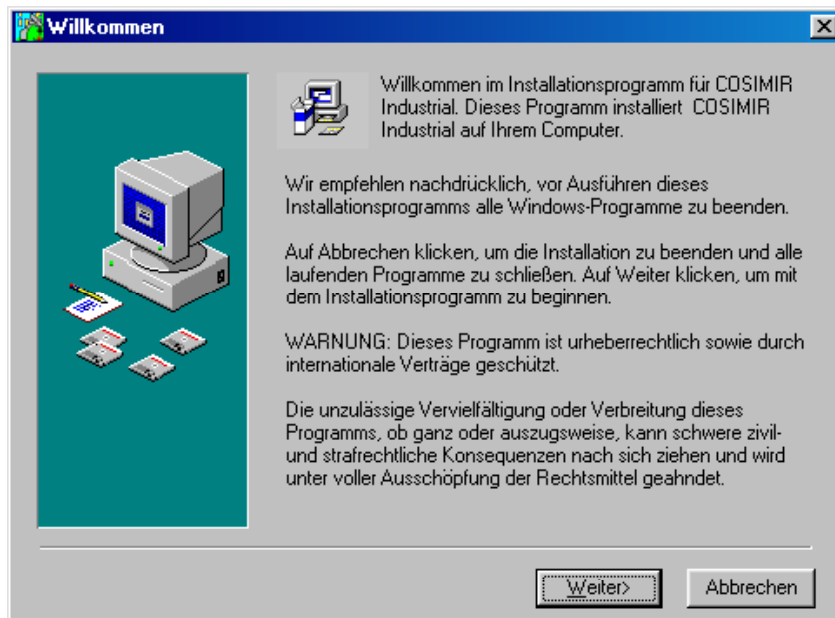 Willkommen
Willkommen im Installationsprogramm für COSIMIR
Industrial. Dieses Programm installiert  COSIMIR
Industrial auf Ihrem Computer.
Wir empfehlen nachdrücklich, vor Ausführen dieses
Installationsprogramms alle Windows-Programme zu beenden.
Auf Abbrechen klicken, um die Installation zu beenden und alle
laufenden Programme zu schließen. Auf Weiter klicken, um mit
dem Installationsprogramm zu beginnen.
WARNUNG: Dieses Programm ist urheberrechtlich sowie durch
internationale Verträge geschützt.
Die unzulässige Vervielfältigung oder Verbreitung dieses
Programms, ob ganz oder auszugsweise, kann schwere zivil-
und strafrechtliche Konsequenzen nach sich ziehen und wird
unter voller Ausschöpfung der Rechtsmittel geahndet.
Weiter>
Abbrechen